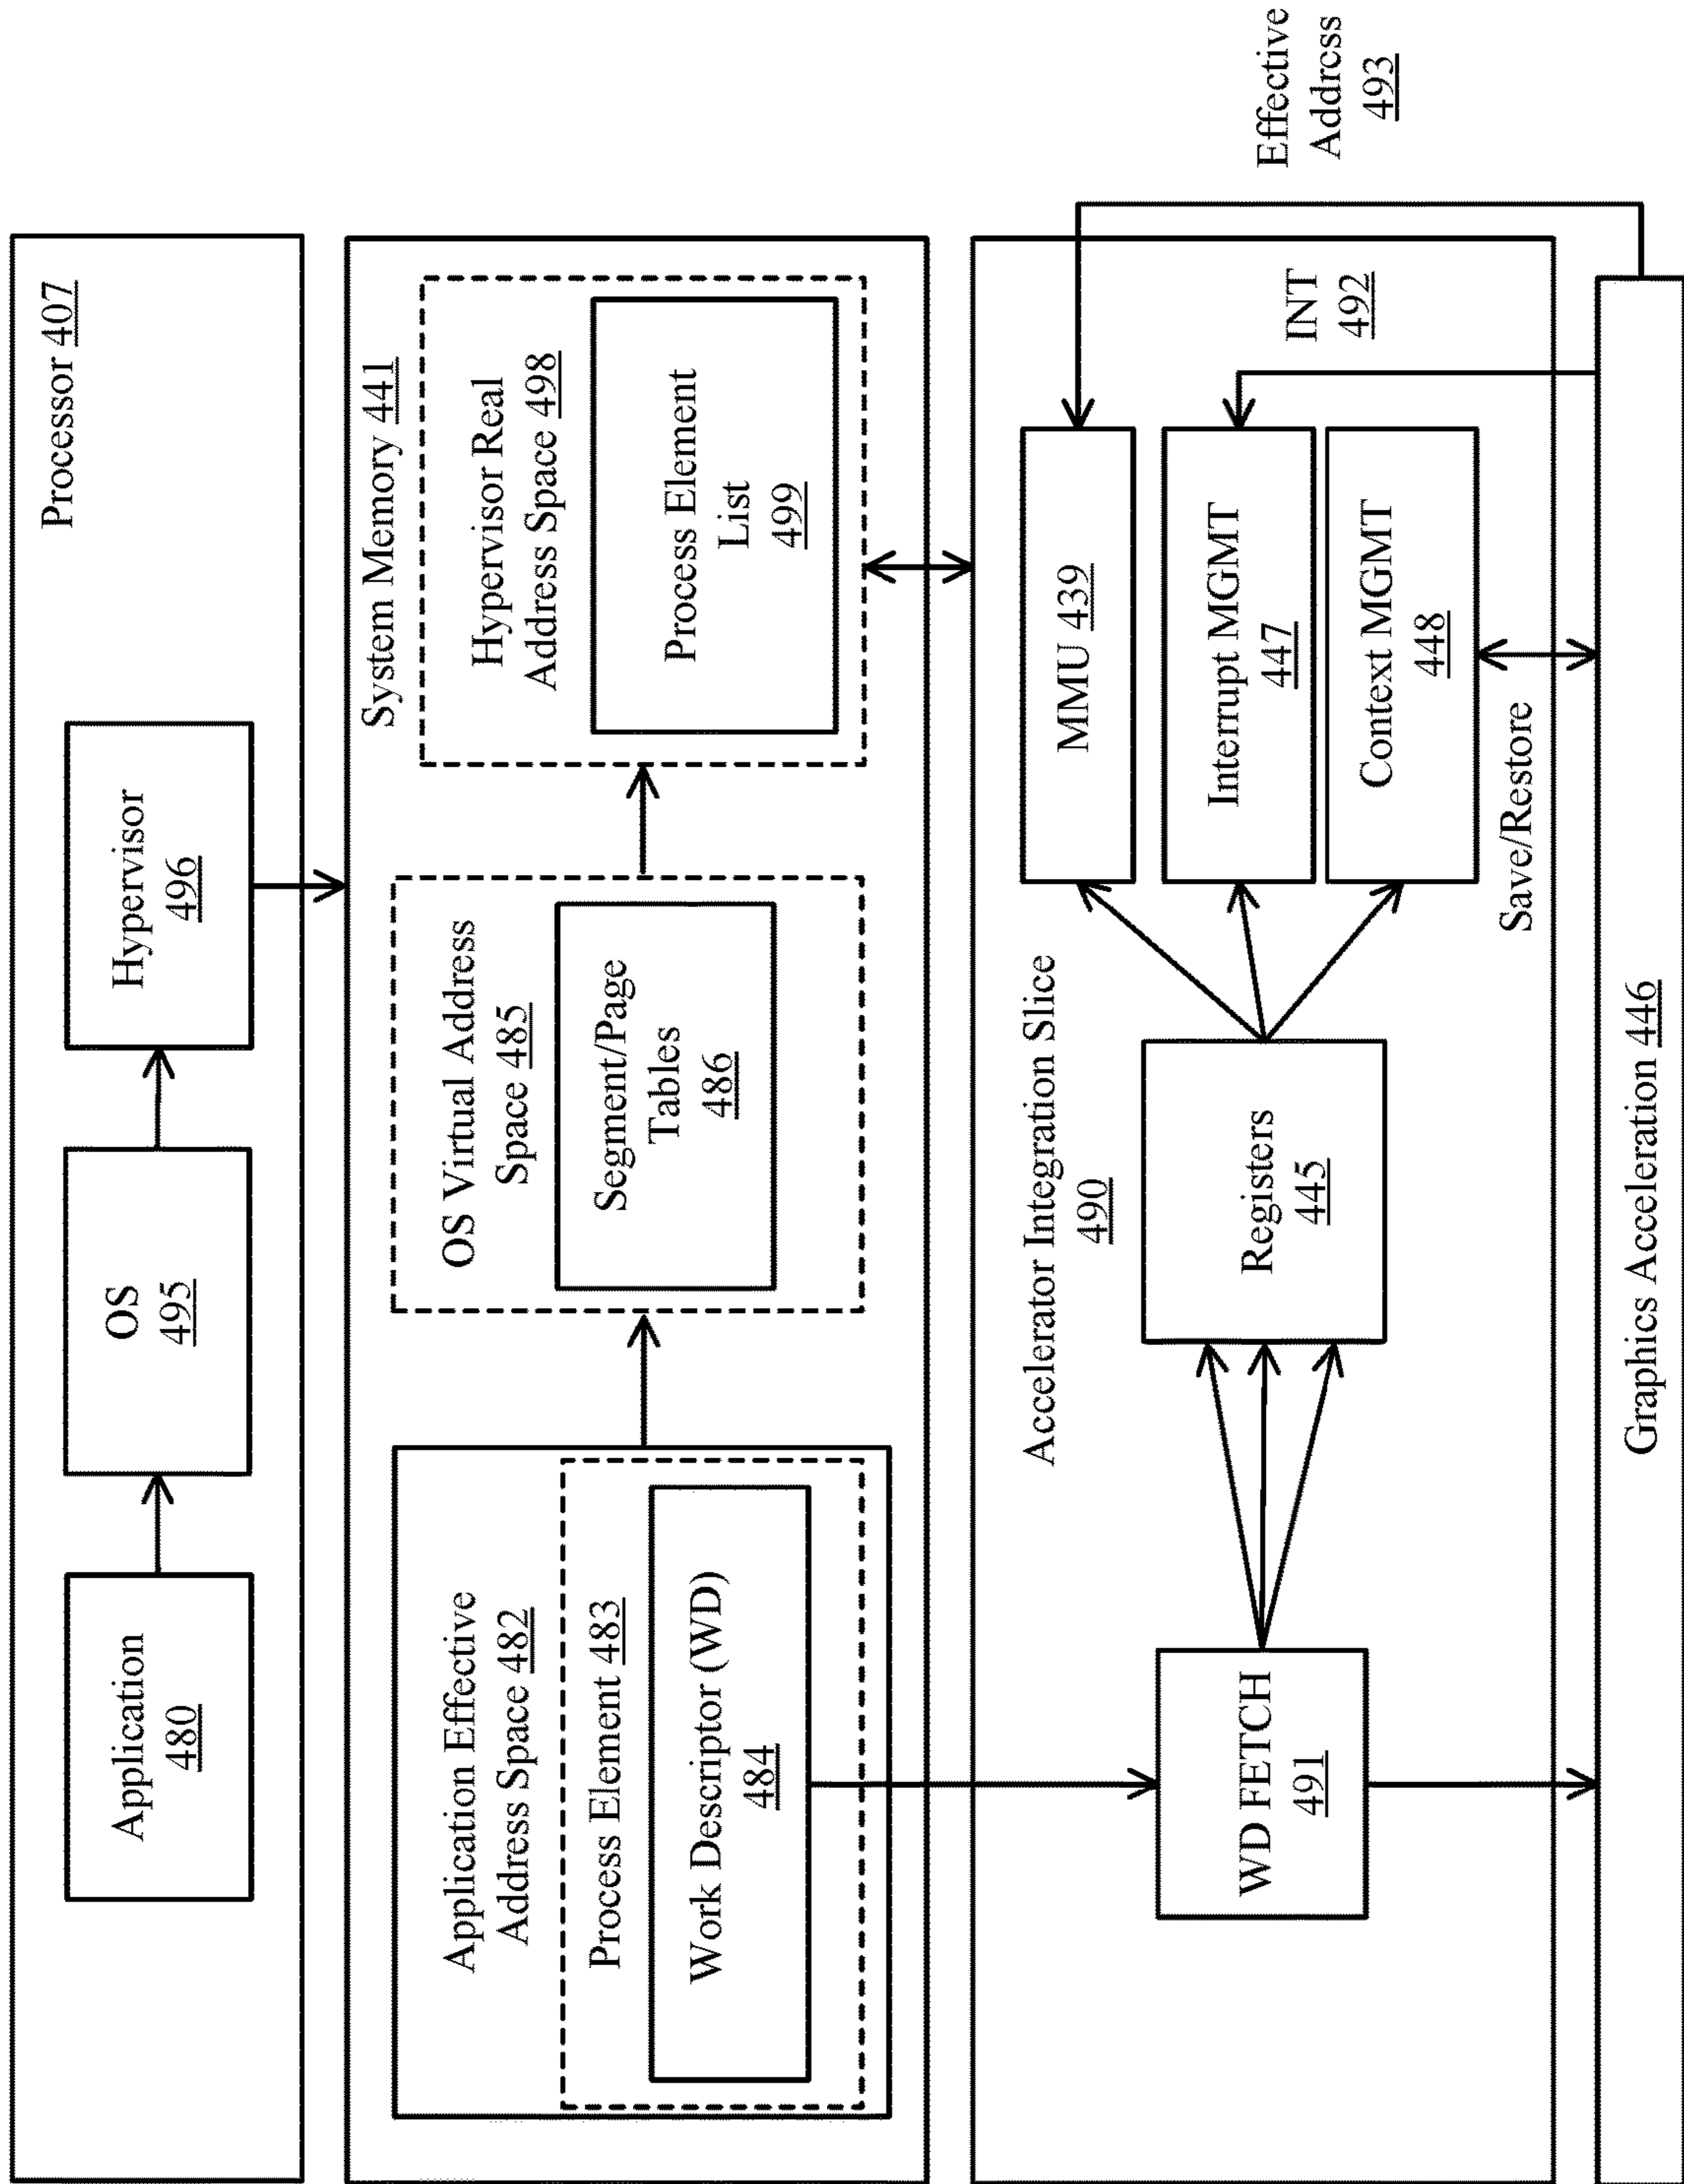 Processor 407
Application
480
OS
495
Hypervisor
496
System Memory 441
Application Effective
Address Space 482
Process Element 483
Work Descriptor (WD)
484
OS Virtual Address
Space 485
Segment/Page
Tables
486
Hypervisor Real
Address Space 498
Process Element
List
499
Accelerator Integration Slice
490
WD FETCH
491
Registers
445
MMU 439
Interrupt MGMT
447
Context MGMT
448
INT
492
Effective
Address
493
Save/Restore
Graphics Acceleration 446